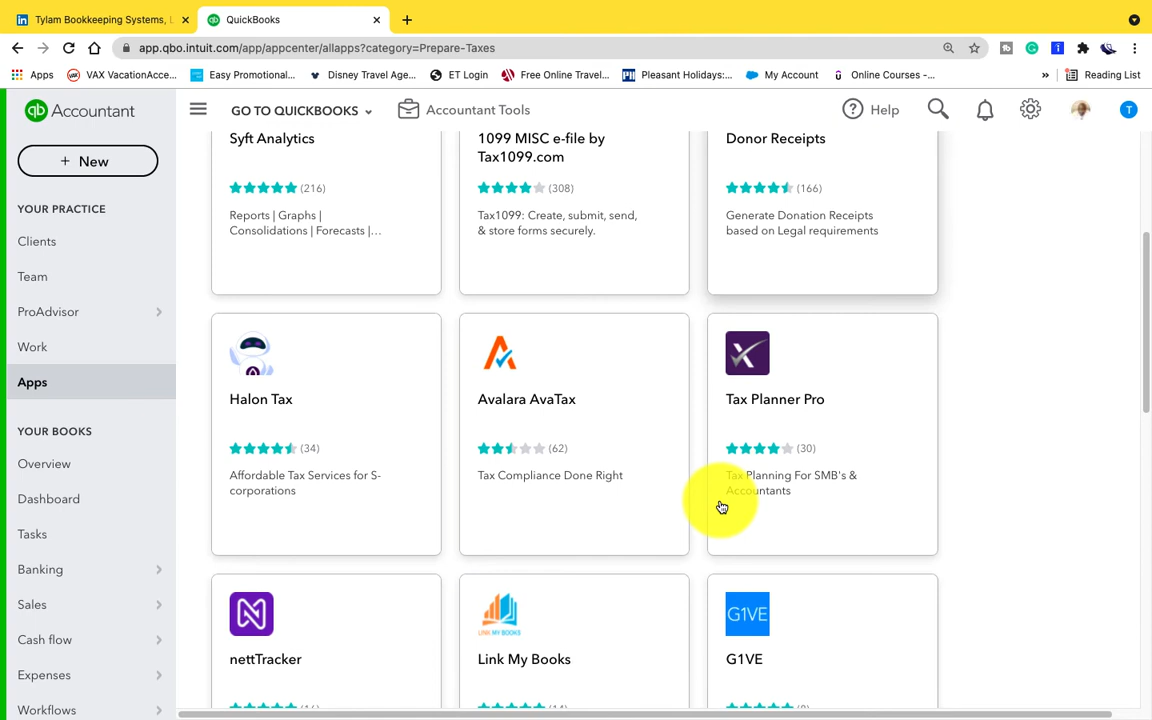 Tylam Bookkeeping Systems, L
QuickBooks
app.qbo.intuit.com/app/appcenter/allapps?category=Prepare-Taxes
Apps
VAX VacationAcce...
Easy Promotional...
Disney Travel Age...
ET Login
Free Online Travel...
Pleasant Holidays:...
My Account
Online Courses -...
»
Reading List
qb Accountant
GO TO QUICKBOOKS
Accountant Tools
Help
T
+ New
YOUR PRACTICE
Clients
Team
ProAdvisor
Work
Apps
YOUR BOOKS
Overview
Dashboard
Tasks
Banking
Sales
Cash flow
Expenses
Workflows
Syft Analytics
(216)
Reports | Graphs |
Consolidations | Forecasts |...
1099 MISC e-file by
Tax1099.com
(308)
Tax1099: Create, submit, send,
& store forms securely.
Donor Receipts
(166)
Generate Donation Receipts
based on Legal requirements
Halon Tax
(34)
Affordable Tax Services for S-
corporations
Avalara AvaTax
(62)
Tax Compliance Done Right
Tax Planner Pro
(30)
Tax Planning For SMB's &
Accountants
nettTracker
LINK MY BOOKS
Link My Books
G1VE
G1VE